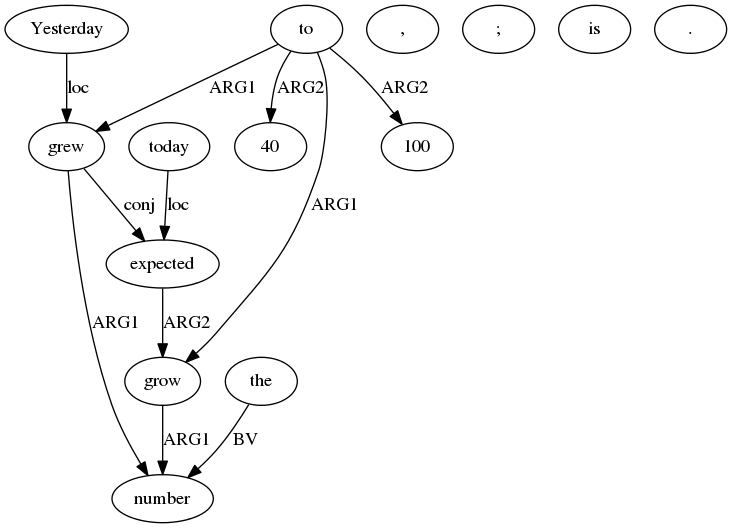 Yesterday to , ; is .
loc ARG1 ARG2 ARG2
grew today 40 100
conj loc ARG1
expected
ARG1 ARG2
grow the
ARG1 BV
number